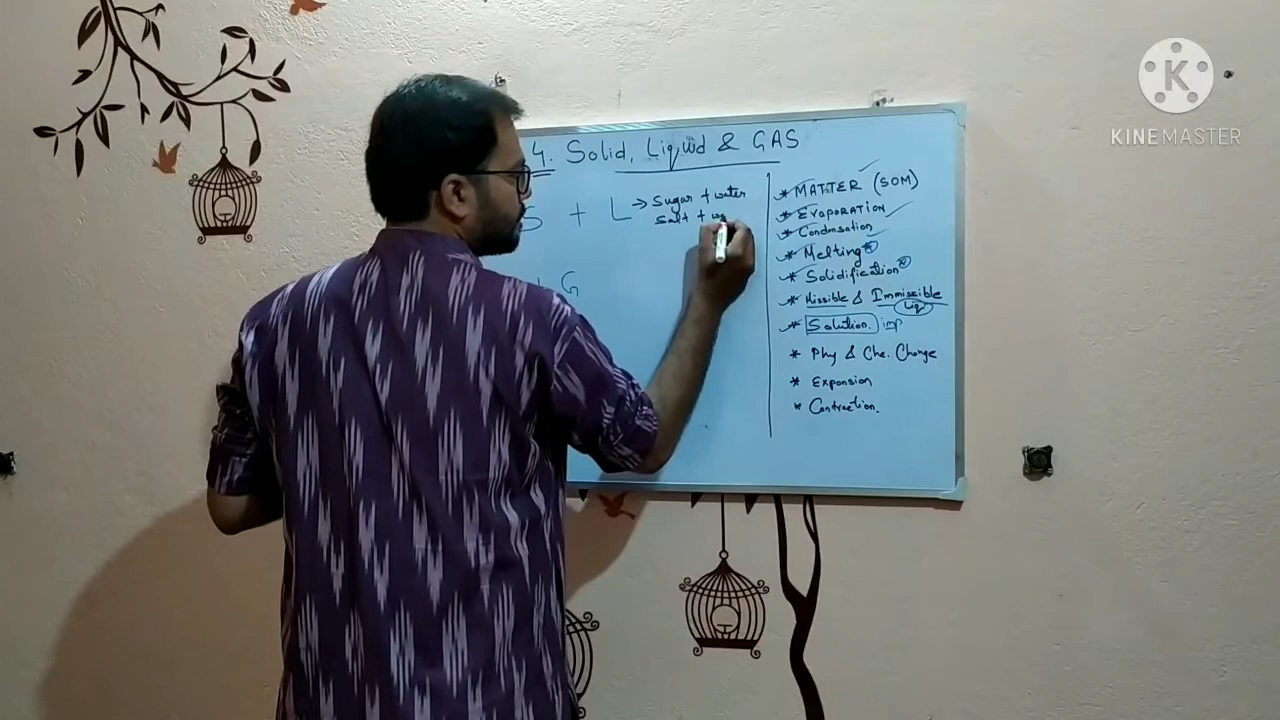 4. Solid, Liquid & GAS
S + L → Sugar + water
Salt + wa
+ G
* MATTER (SOM)
* Evaporation
* Condensation
* Melting
* Solidification
* Missible & Immiscible
Liq
* Solution. imp
* Phy & Che. Change
* Expansion
* Contraction.
KINEMASTER
K